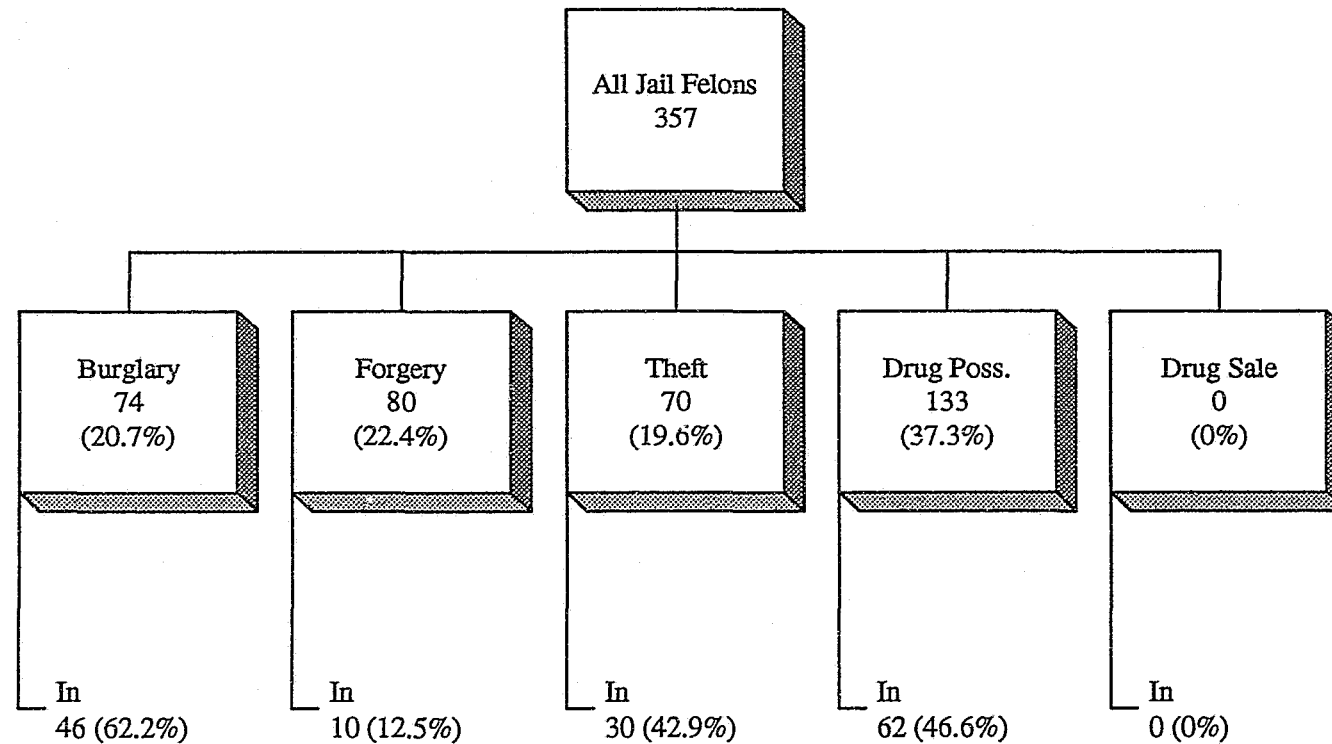 All Jail Felons
357
Burglary
74
(20.7%)
Forgery
80
(22.4%)
Theft
70
(19.6%)
Drug Poss.
133
(37.3%)
Drug Sale
0
(0%)
In
46 (62.2%)
In
10 (12.5%)
In
30 (42.9%)
In
62 (46.6%)
In
0 (0%)